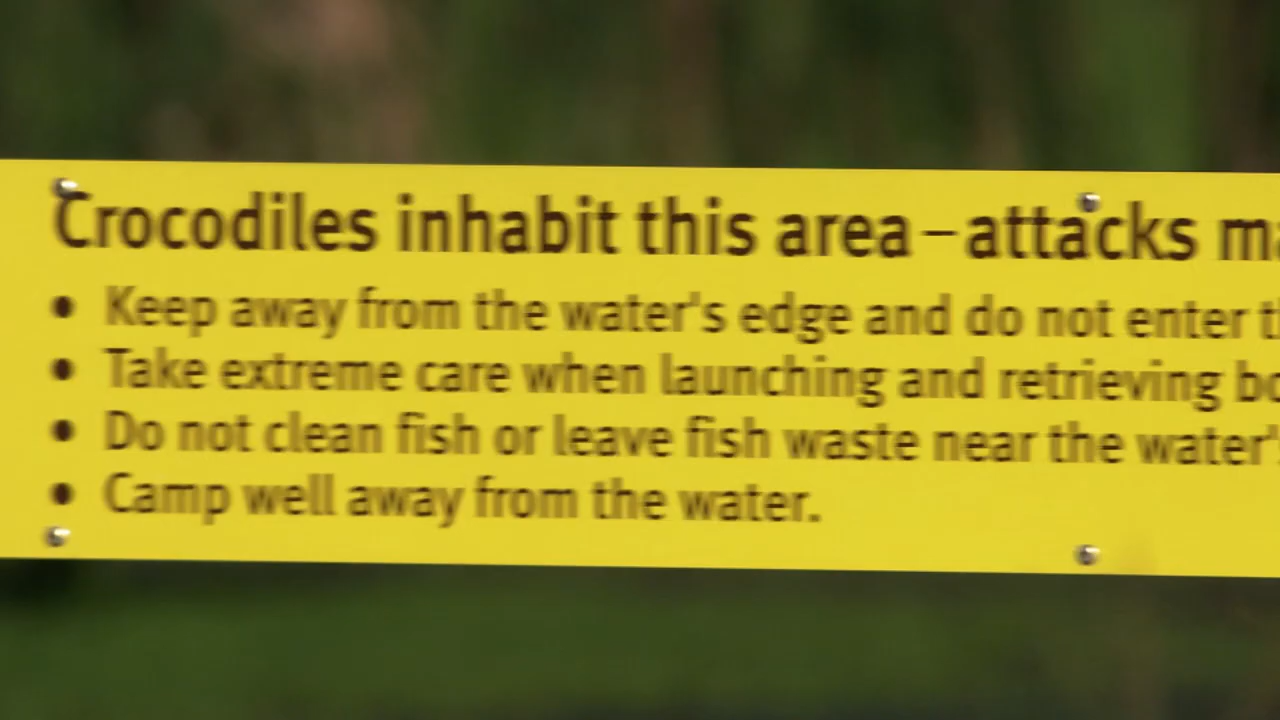 Crocodiles inhabit this area – attacks
• Keep away from the water's edge and do not enter
• Take extreme care when launching and retrieving
• Do not clean fish or leave fish waste near the water's
• Camp well away from the water.